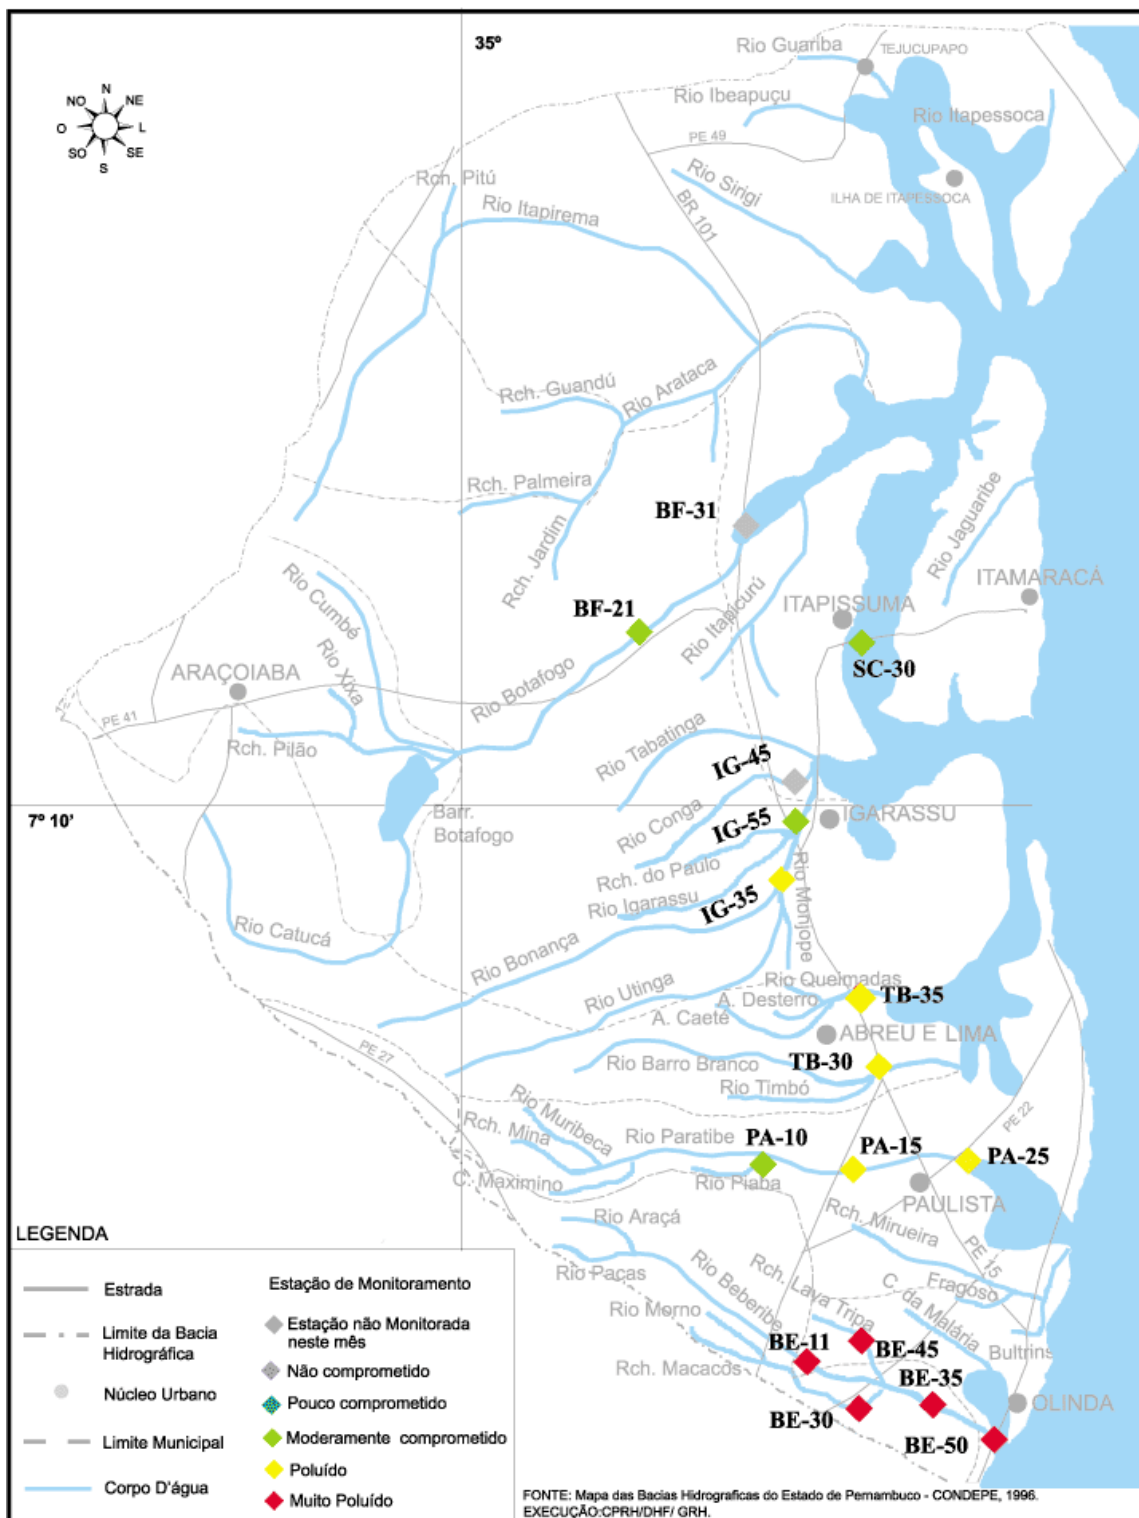 35º
Rio Guariba
TEJUCUPAPO
N
NO
NE
O
L
SO
SE
S
Rio Ibeapuçu
Rio Itapessoca
PE 49
Rch. Pitú
Rio Sirigi
ILHA DE ITAPESSOCA
Rio Itapirema
BR 101
Rch. Guandú
Rio Arataca
Rch. Palmeira
BF-31
Rch. Jardim
Rio Jaguaribe
ITAMARACÁ
Rio Cumbé
BF-21
Rio Itapicurú
ITAPISSUMA
SC-30
Rio Xixa
ARAÇOIABA
Rio Botafogo
PE 41
Rch. Pilão
Rio Tabatinga
IG-45
7º 10'
Barr.
Botafogo
Rio Conga
IG-55
IGARASSU
Rch. do Paulo
Rio Monjope
Rio Igarassu
IG-35
Rio Catucá
Rio Bonança
Rio Queimadas
Rio Utinga
A. Desterro
TB-35
A. Caeté
ABREU E LIMA
PE 27
Rio Barro Branco
TB-30
Rio Timbó
Rio Muribeca
Rch. Mina
Rio Paratibe
PA-10
PE 22
PA-15
PA-25
C. Maximino
Rio Piaba
PAULISTA
Rio Araçá
Rch. Mirueira
PE 15
Rio Pacas
Rio Beberibe
Rch. Lava Tripa
C. da Malária
Fragoso
Rio Morno
BE-11
BE-45
Bultrins
Rch. Macacos
BE-35
OLINDA
BE-30
BE-50
LEGENDA
Estrada
Limite da Bacia
Hidrográfica
Núcleo Urbano
Limite Municipal
Corpo D'água
Estação de Monitoramento
Estação não Monitorada
neste mês
Não comprometido
Pouco comprometido
Moderamente comprometido
Poluído
Muito Poluído
FONTE: Mapa das Bacias Hidrograficas do Estado de Pernambuco - CONDEPE, 1996.
EXECUÇÃO:CPRH/DHF/ GRH.